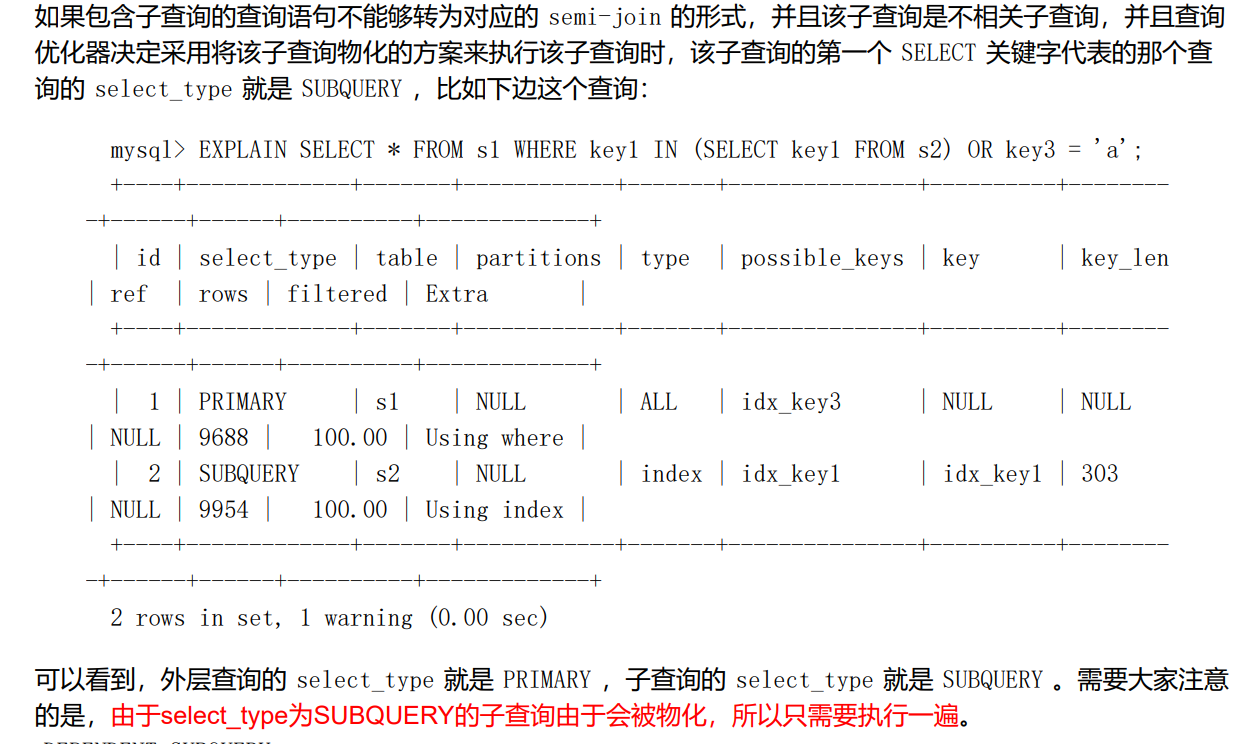 如果包含子查询的查询语句不能够转为对应的 semi-join 的形式，并且该子查询是不相关子查询，并且查询
优化器决定采用将该子查询物化的方案来执行该子查询时，该子查询的第一个 SELECT 关键字代表的那个查
询的 select_type 就是 SUBQUERY ，比如下边这个查询：
mysql> EXPLAIN SELECT * FROM s1 WHERE key1 IN (SELECT key1 FROM s2) OR key3 = 'a';
+----+-------------+-------+------------+-------+---------------+----------+--------
-+------+------+----------+-------------+
| id | select_type | table | partitions | type | possible_keys | key | key_len
| ref | rows | filtered | Extra |
+----+-------------+-------+------------+-------+---------------+----------+--------
-+------+------+----------+-------------+
| 1 | PRIMARY | s1 | NULL | ALL | idx_key3 | NULL | NULL
| NULL | 9688 | 100.00 | Using where |
| 2 | SUBQUERY | s2 | NULL | index | idx_key1 | idx_key1 | 303
| NULL | 9954 | 100.00 | Using index |
+----+-------------+-------+------------+-------+---------------+----------+--------
-+------+------+----------+-------------+
2 rows in set, 1 warning (0.00 sec)
可以看到，外层查询的 select_type 就是 PRIMARY ，子查询的 select_type 就是 SUBQUERY 。需要大家注意
的是，由于select_type为SUBQUERY的子查询由于会被物化，所以只需要执行一遍。